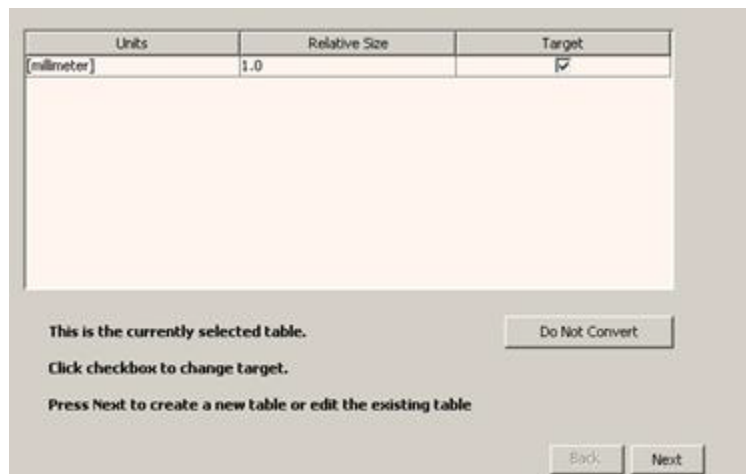 Units Relative Size Target
[millimeter] 1.0
This is the currently selected table.
Do Not Convert
Click checkbox to change target.
Press Next to create a new table or edit the existing table
Back Next